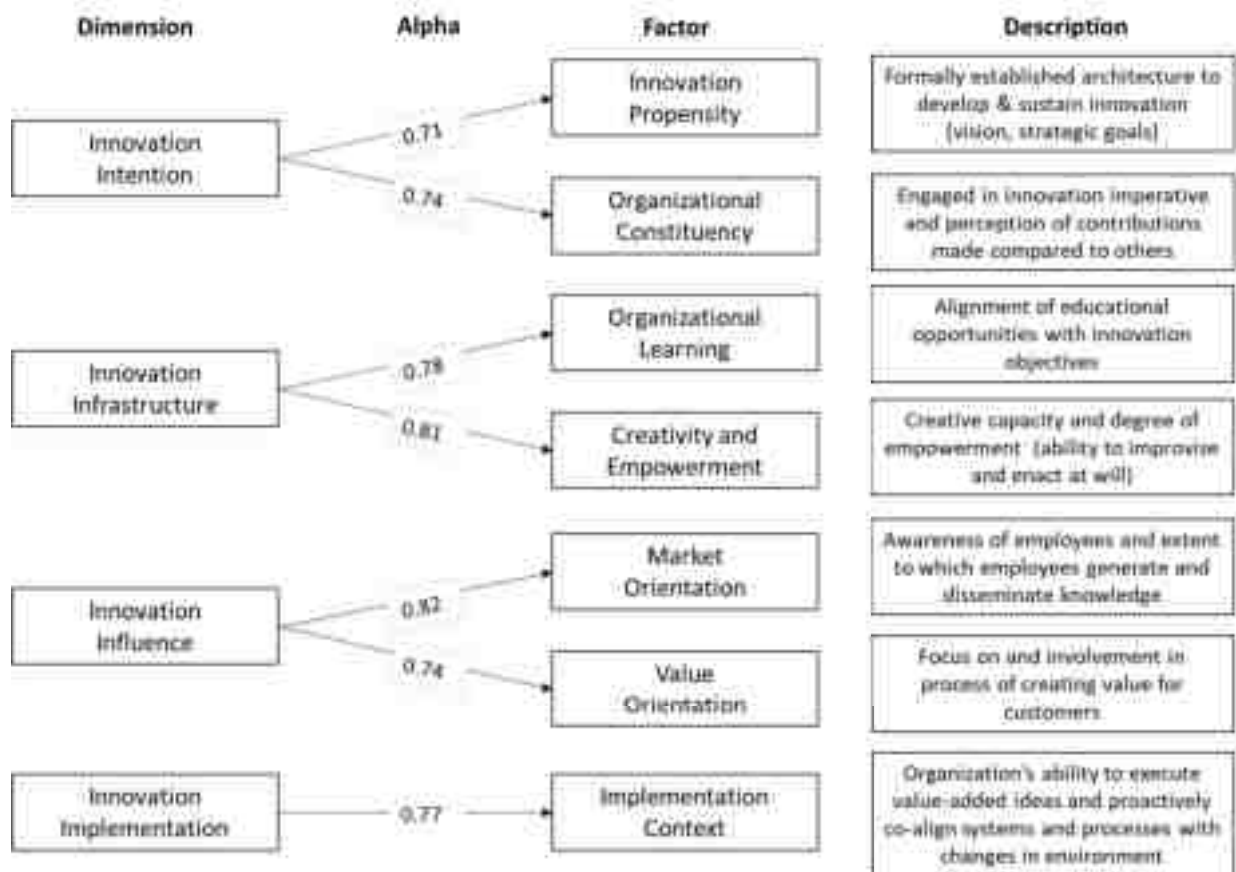 Dimension
Alpha
Factor
Description
Innovation
Intention
0.71
Innovation
Propensity
Formally established architecture to
develop & sustain innovation
(vision, strategic goals)
0.74
Organizational
Constituency
Engaged in innovation imperative
and perception of contributions
made compared to others
Innovation
Infrastructure
0.78
Organizational
Learning
Alignment of educational
opportunities with innovation
objectives
0.81
Creativity and
Empowerment
Creative capacity and degree of
empowerment (ability to improvise
and enact at will)
Innovation
Influence
0.82
Market
Orientation
Awareness of employees and extent
to which employees generate and
disseminate knowledge
0.74
Value
Orientation
Focus on and involvement in
process of creating value for
customers
Innovation
Implementation
0.77
Implementation
Context
Organization's ability to execute
value-added ideas and proactively
co-align systems and processes with
changes in environment